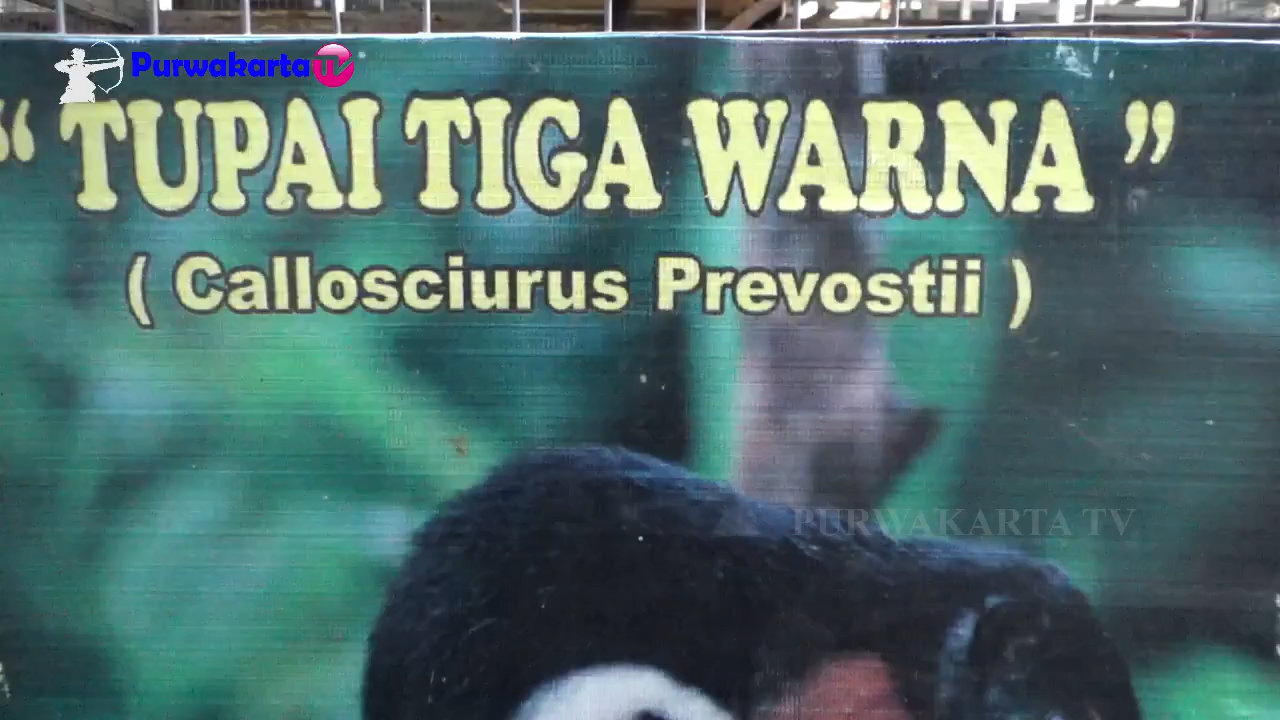 Purwakarta TV
“ TUPAI TIGA WARNA ”
( Callosciurus Prevostii )
PURWAKARTA TV